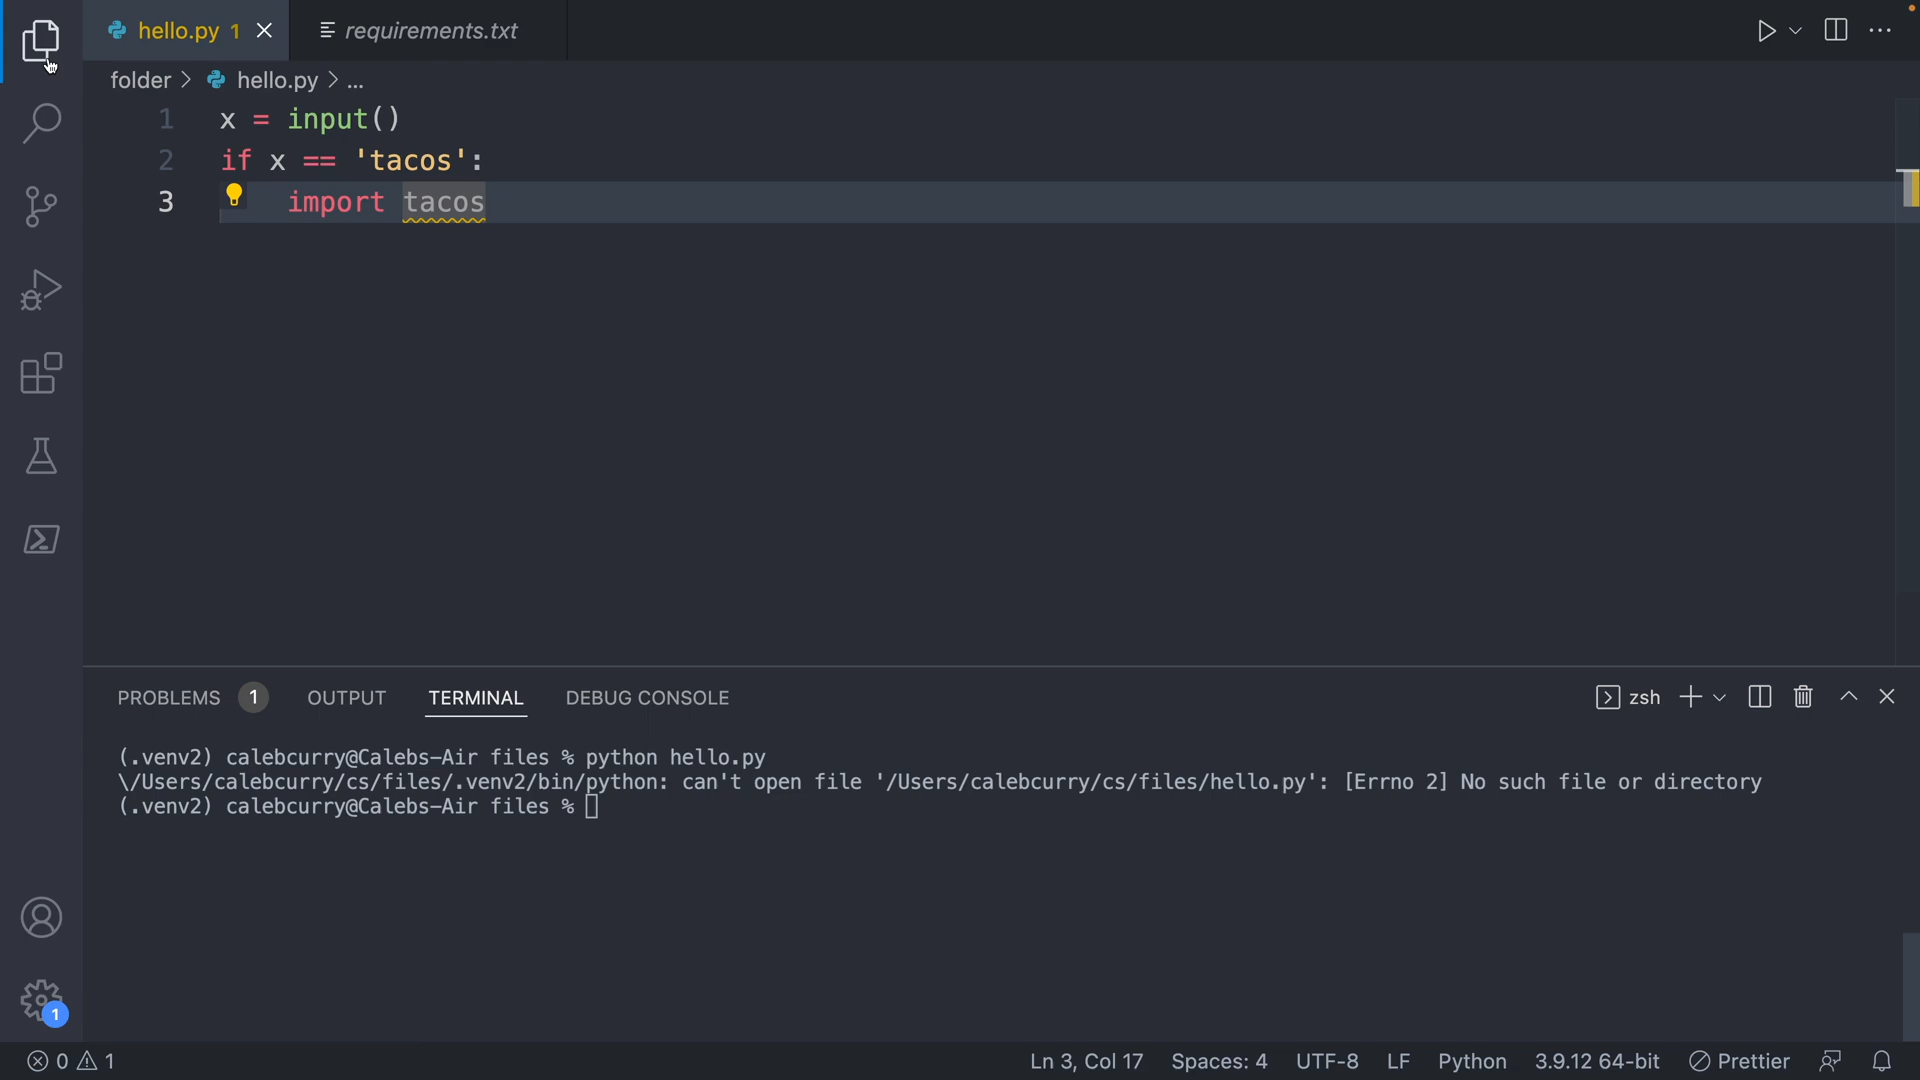 hello.py 1
requirements.txt
folder > hello.py > ...
1 x = input()
2 if x == 'tacos':
3 import tacos
PROBLEMS 1 OUTPUT TERMINAL DEBUG CONSOLE
zsh
(.venv2) calebcurry@Calebs-Air files % python hello.py
\/Users/calebcurry/cs/files/.venv2/bin/python: can't open file '/Users/calebcurry/cs/files/hello.py': [Errno 2] No such file or directory
(.venv2) calebcurry@Calebs-Air files %
1
0 1 Ln 3, Col 17 Spaces: 4 UTF-8 LF Python 3.9.12 64-bit Prettier